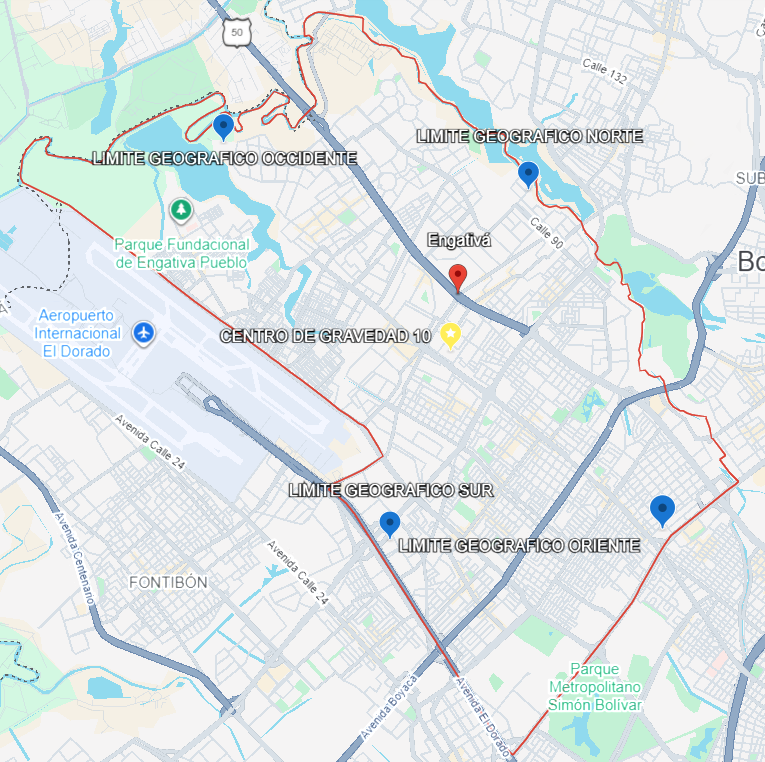 50
Calle 132
Ca
LIMITE GEOGRAFICO NORTE
LIMITE GEOGRAFICO OCCIDENTE
SUB
Calle 90
Engativá
Parque Fundacional
de Engativa Pueblo
Bo
Aeropuerto
Internacional
El Dorado
CENTRO DE GRAVEDAD 10
A
Avenida Calle 24
LIMITE GEOGRAFICO SUR
Avenida Centenario
LIMITE GEOGRAFICO ORIENTE
Avenida Calle 24
FONTIBÓN
Parque
Metropolitano
Simón Bolívar
Avenida Boyacá
Avenida El Dorado